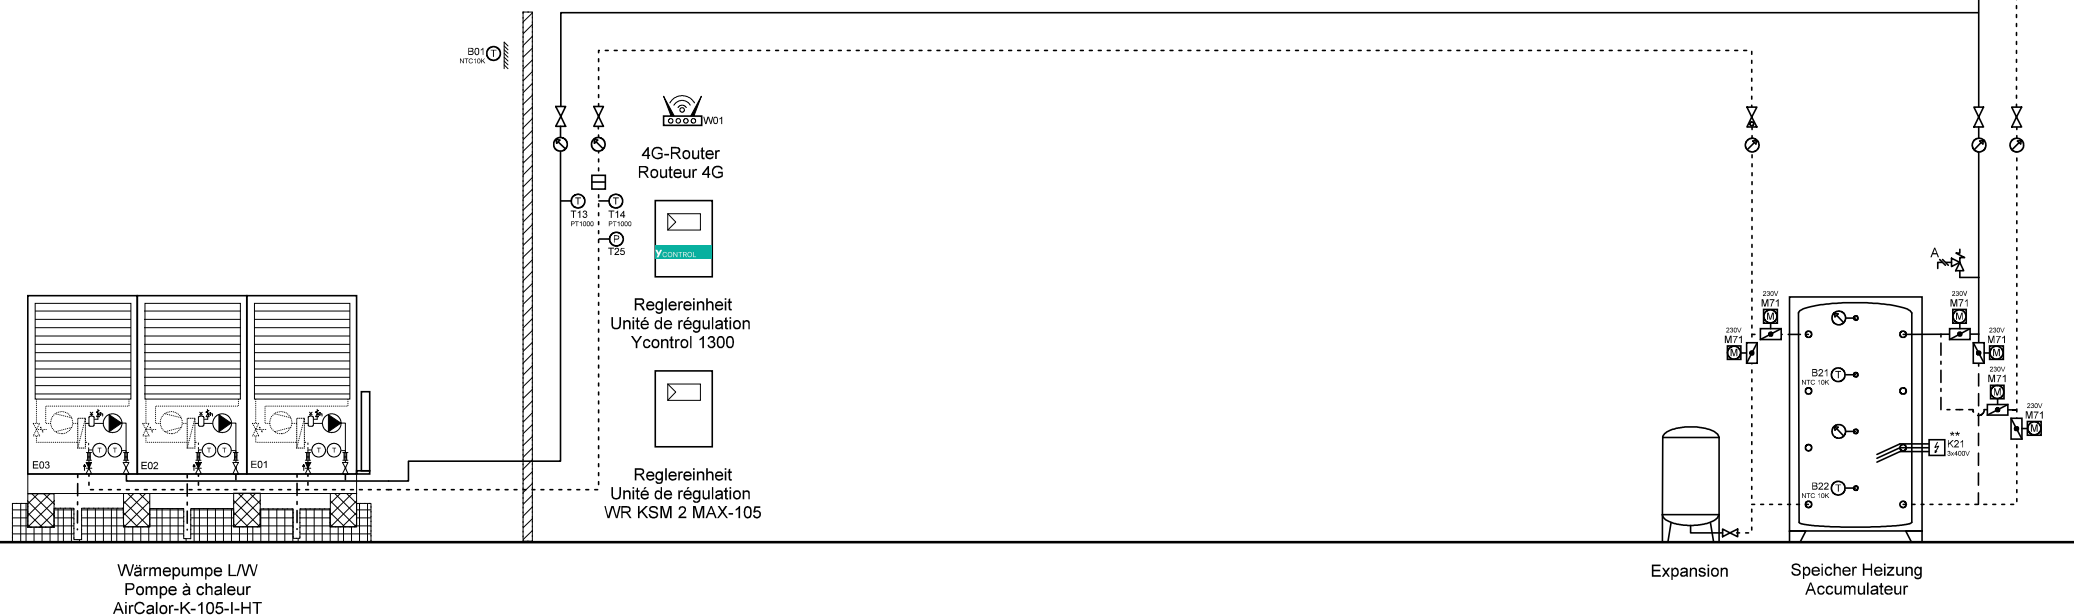 B01
NTC10K
T
W01
4G-Router
Routeur 4G
T
T13
PT1000
T
T14
PT1000
P
T25
YCONTROL
Reglereinheit
Unité de régulation
Ycontrol 1300
Reglereinheit
Unité de régulation
WR KSM 2 MAX-105
T T
T T
T T
E03
E02
E01
Wärmepumpe L/W
Pompe à chaleur
AirCalor-K-105-I-HT
A
230V
M71
M
230V
M71
M
230V
M71
M
230V
M71
M
230V
M71
M
230V
M71
M
B21
NTC 10K
T
**
K21
3x400V
B22
NTC 10K
T
Expansion
Speicher Heizung
Accumulateur